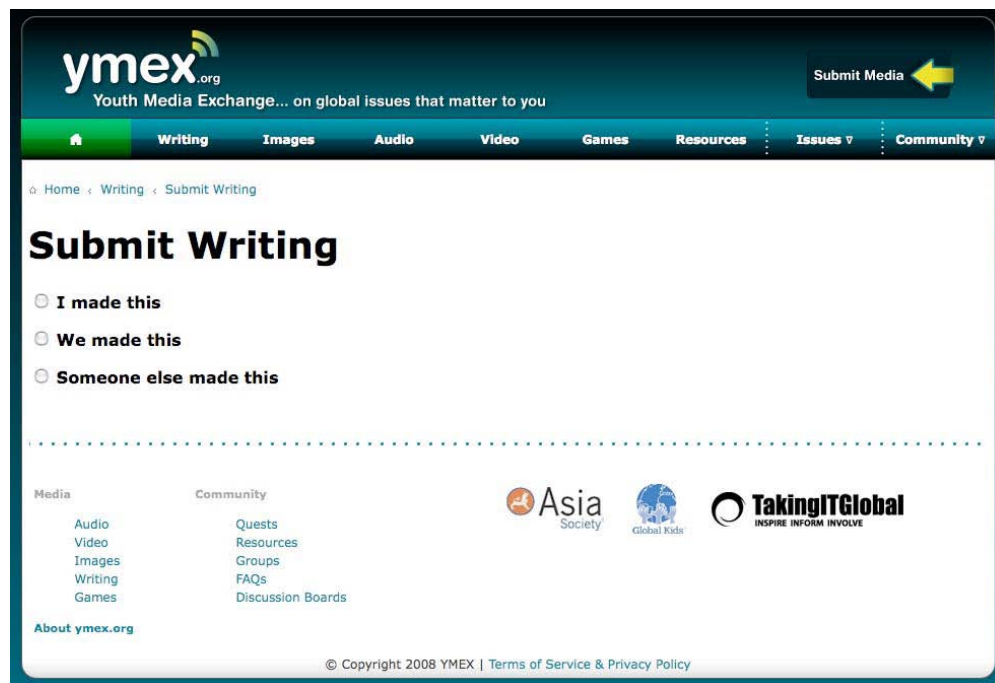 ymex.org
Youth Media Exchange... on global issues that matter to you
Submit Media
Writing Images Audio Video Games Resources Issues ▿ Community ▿
Home ‹ Writing ‹ Submit Writing
Submit Writing
I made this
We made this
Someone else made this
Media
Audio
Video
Images
Writing
Games
Community
Quests
Resources
Groups
FAQs
Discussion Boards
Asia
Society
Global Kids
TakingITGlobal
INSPIRE INFORM INVOLVE
About ymex.org
© Copyright 2008 YMEX | Terms of Service & Privacy Policy